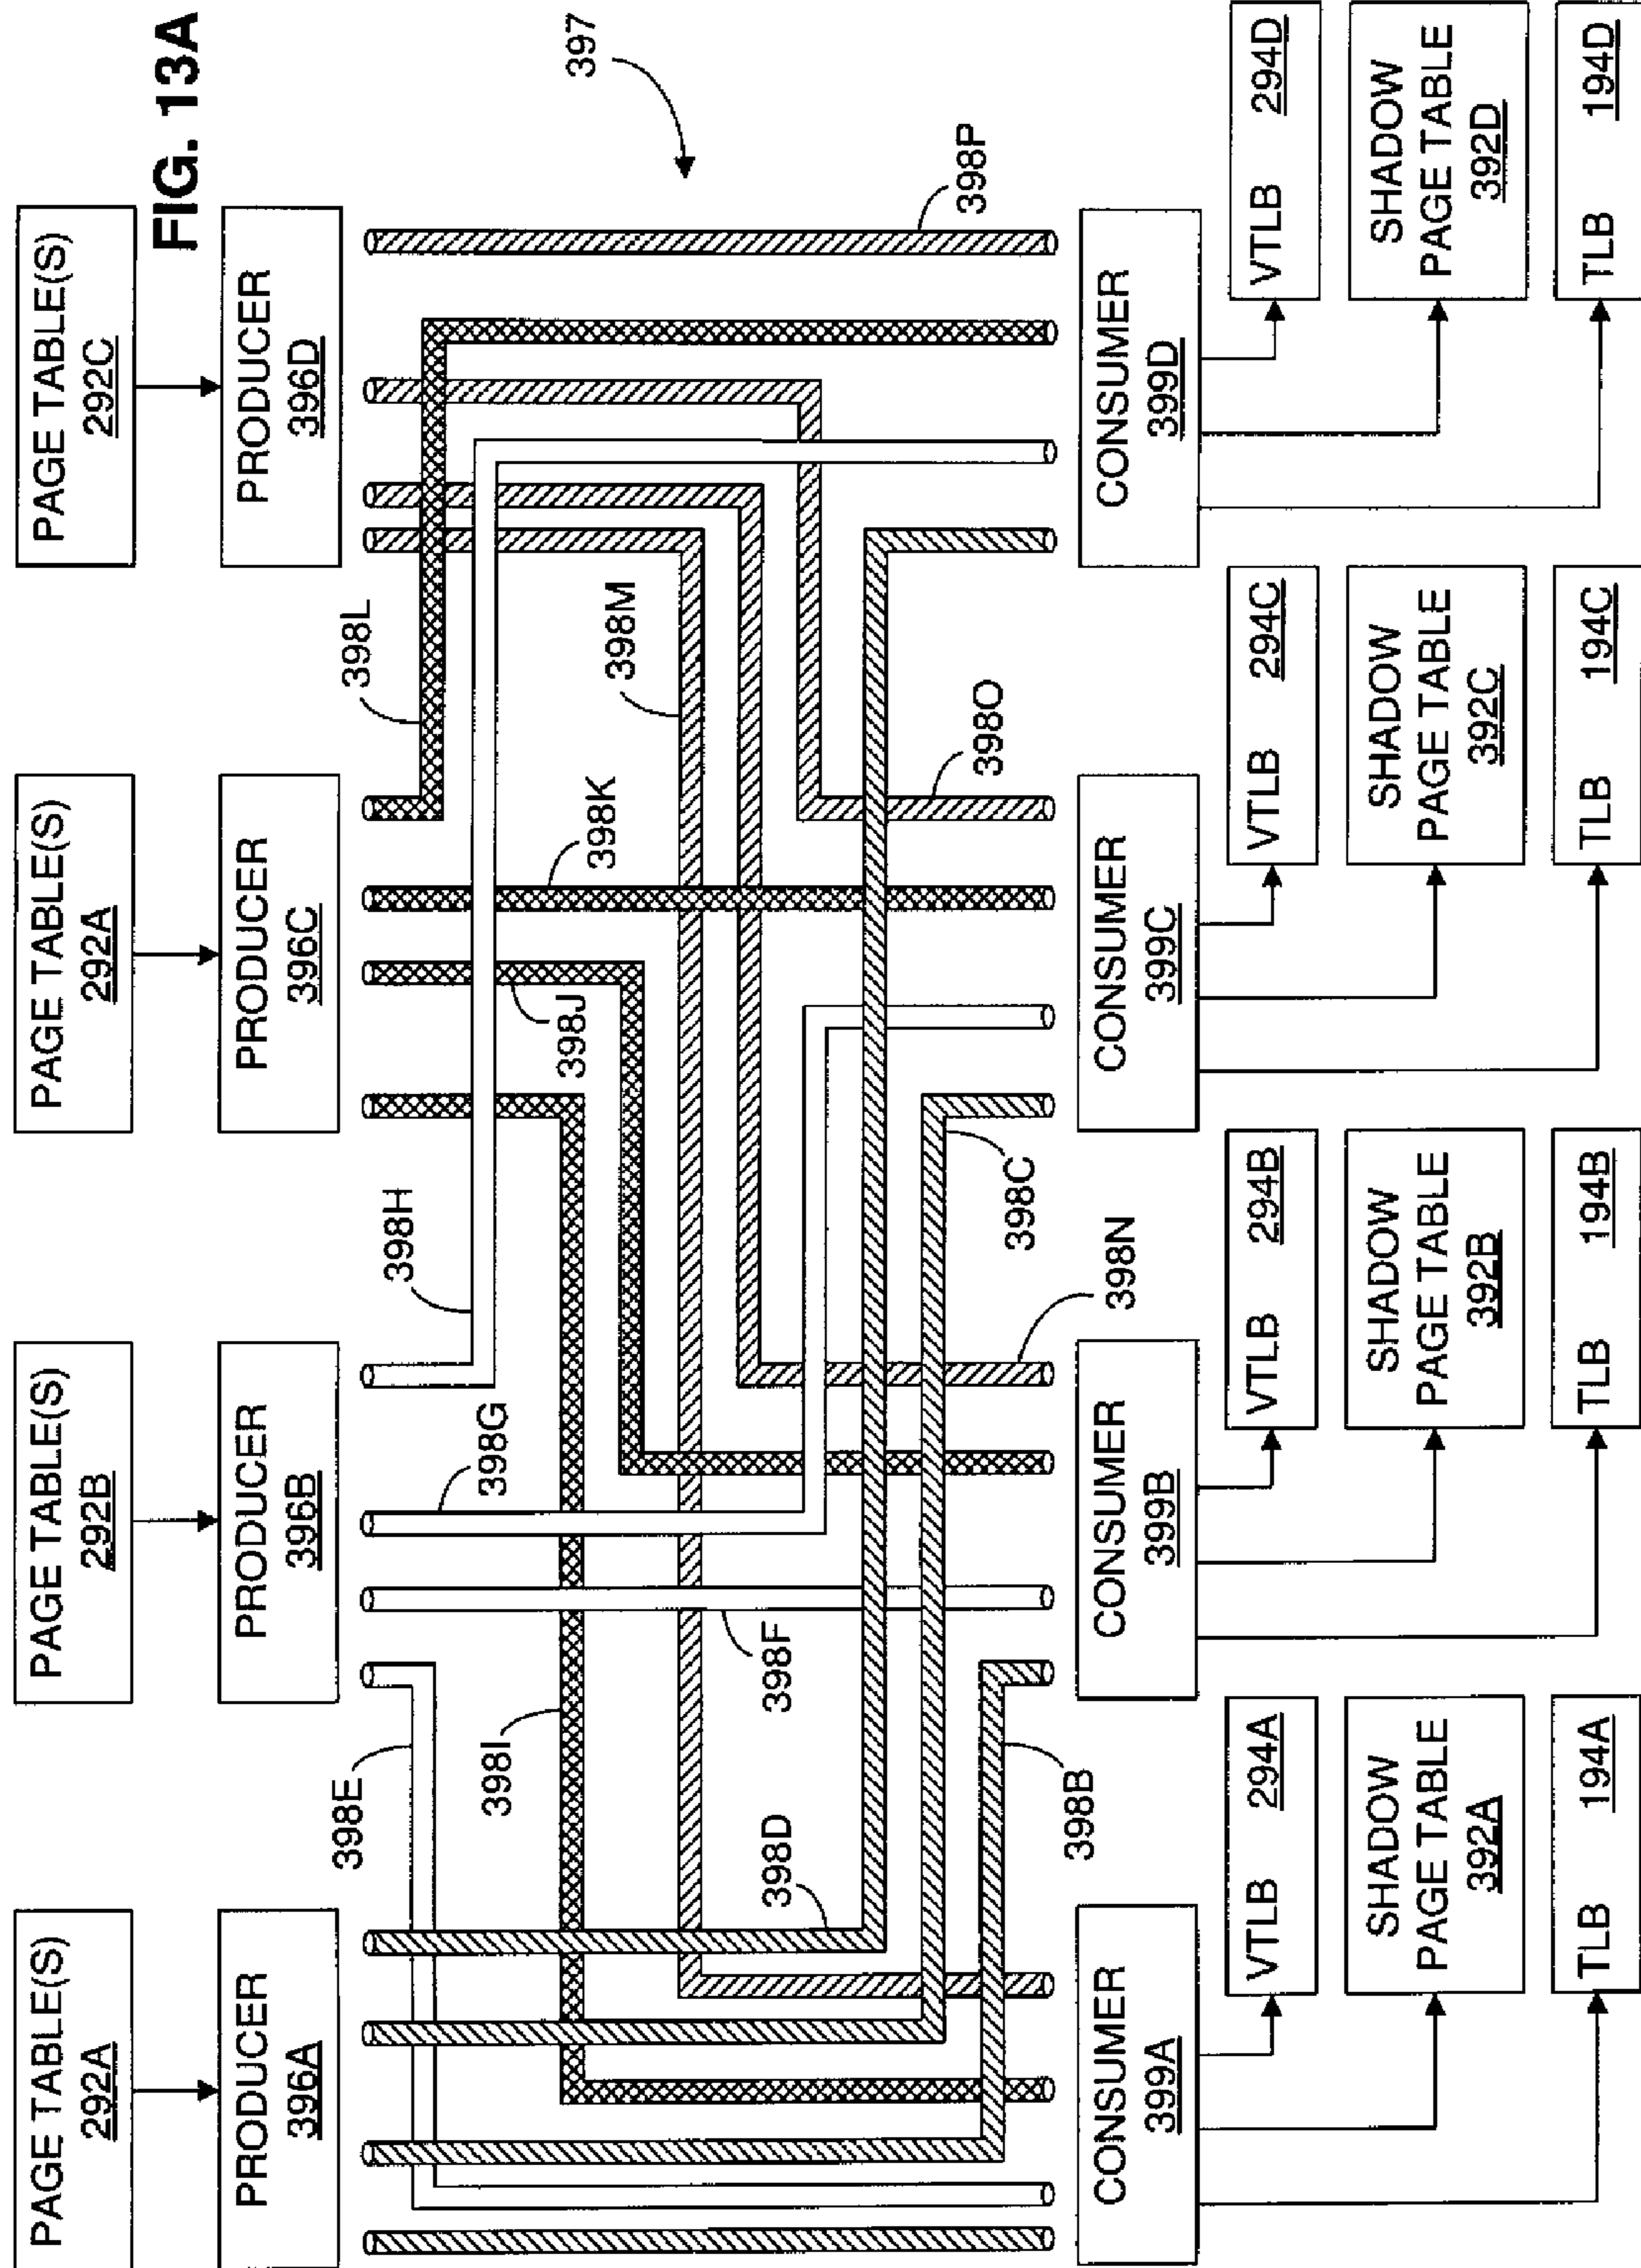 FIG. 13A
PAGE TABLE(S)
292A
PAGE TABLE(S)
292B
PAGE TABLE(S)
292A
PAGE TABLE(S)
292C
PRODUCER
396A
PRODUCER
396B
PRODUCER
396C
PRODUCER
396D
397
398E
398H
398L
398I
398G
398J
398K
398M
398F
398D
398B
398N
398C
398O
398P
CONSUMER
399A
CONSUMER
399B
CONSUMER
399C
CONSUMER
399D
VTLB 294A
VTLB 294B
VTLB 294C
VTLB 294D
SHADOW
PAGE TABLE
392A
SHADOW
PAGE TABLE
392B
SHADOW
PAGE TABLE
392C
SHADOW
PAGE TABLE
392D
TLB 194A
TLB 194B
TLB 194C
TLB 194D